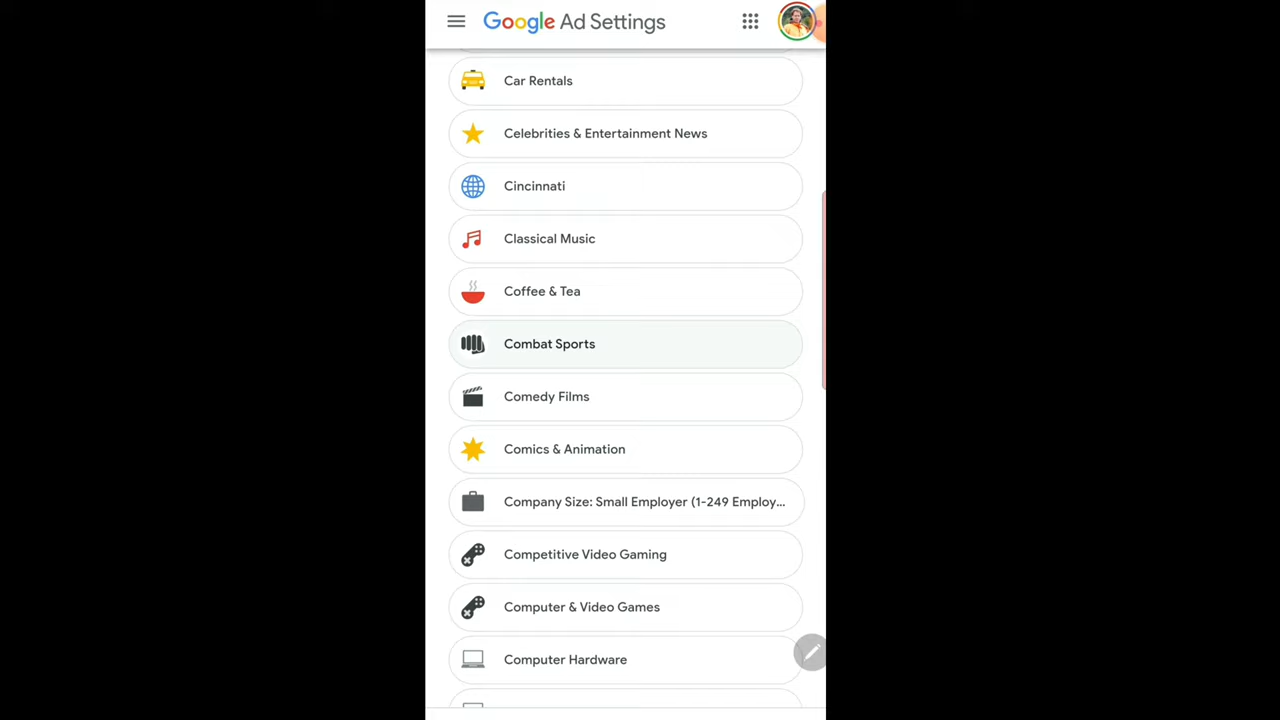 Google Ad Settings
Car Rentals
Celebrities & Entertainment News
Cincinnati
Classical Music
Coffee & Tea
Combat Sports
Comedy Films
Comics & Animation
Company Size: Small Employer (1-249 Employ...
Competitive Video Gaming
Computer & Video Games
Computer Hardware